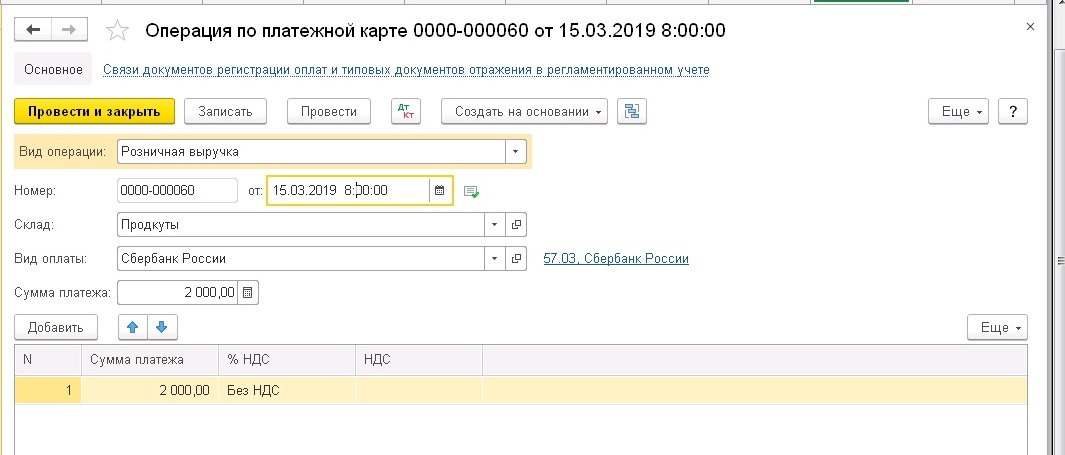 Операция по платежной карте 0000-000060 от 15.03.2019 8:00:00
Основное Связи документов регистрации оплат и типовых документов отражения в регламентированном учете
Провести и закрыть Записать Провести Дт Кт Создать на основании Еще ?
Вид операции: Розничная выручка
Номер: 0000-000060 от: 15.03.2019 8:00:00
Склад: Продкуты
Вид оплаты: Сбербанк России 57.03, Сбербанк России
Сумма платежа: 2 000,00
Добавить Еще
N Сумма платежа % НДС НДС
1 2 000,00 Без НДС